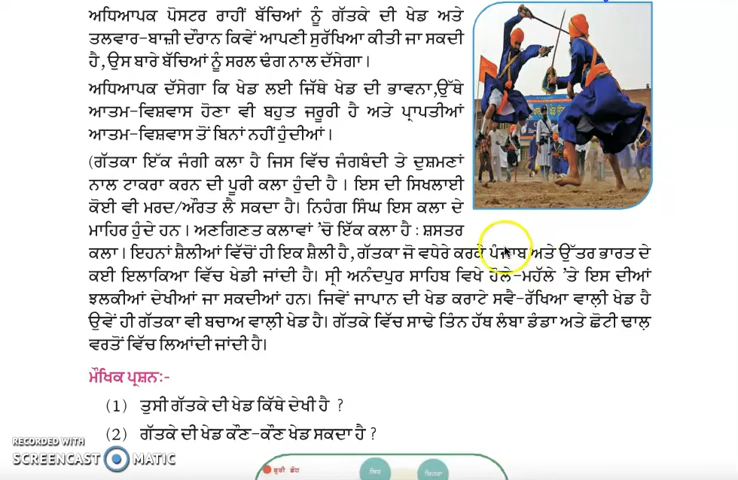 ਅਧਿਆਪਕ ਪੋਸਟਰ ਰਾਹੀਂ ਬੱਚਿਆਂ ਨੂੰ ਗੱਤਕੇ ਦੀ ਖੇਡ ਅਤੇ
ਤਲਵਾਰ-ਬਾਜ਼ੀ ਦੌਰਾਨ ਕਿਵੇਂ ਆਪਣੀ ਸੁਰੱਖਿਆ ਕੀਤੀ ਜਾ ਸਕਦੀ
ਹੈ, ਉਸ ਬਾਰੇ ਬੱਚਿਆਂ ਨੂੰ ਸਰਲ ਢੰਗ ਨਾਲ ਦੱਸੇਗਾ।
ਅਧਿਆਪਕ ਦੱਸੇਗਾ ਕਿ ਖੇਡ ਲਈ ਜਿੱਥੇ ਖੇਡ ਦੀ ਭਾਵਨਾ, ਉੱਥੇ
ਆਤਮ-ਵਿਸ਼ਵਾਸ ਹੋਣਾ ਵੀ ਬਹੁਤ ਜਰੂਰੀ ਹੈ ਅਤੇ ਪ੍ਰਾਪਤੀਆਂ
ਆਤਮ-ਵਿਸ਼ਵਾਸ ਤੋਂ ਬਿਨਾਂ ਨਹੀਂ ਹੁੰਦੀਆਂ।
(ਗੱਤਕਾ ਇੱਕ ਜੰਗੀ ਕਲਾ ਹੈ ਜਿਸ ਵਿੱਚ ਜੰਗਬੰਦੀ ਤੇ ਦੁਸ਼ਮਣਾਂ
ਨਾਲ ਟਾਕਰਾ ਕਰਨ ਦੀ ਪੂਰੀ ਕਲਾ ਹੁੰਦੀ ਹੈ। ਇਸ ਦੀ ਸਿਖਲਾਈ
ਕੋਈ ਵੀ ਮਰਦ/ਔਰਤ ਲੈ ਸਕਦਾ ਹੈ। ਨਿਹੰਗ ਸਿੰਘ ਇਸ ਕਲਾ ਦੇ
ਮਾਹਿਰ ਹੁੰਦੇ ਹਨ। ਅਣਗਿਣਤ ਕਲਾਵਾਂ 'ਚੋ ਇੱਕ ਕਲਾ ਹੈ : ਸ਼ਸਤਰ
ਕਲਾ। ਇਹਨਾਂ ਸ਼ੈਲੀਆਂ ਵਿੱਚੋਂ ਹੀ ਇਕ ਸ਼ੈਲੀ ਹੈ, ਗੱਤਕਾ ਜੋ ਵਧੇਰੇ ਕਰਕੇ ਪੰਜਾਬ ਅਤੇ ਉੱਤਰ ਭਾਰਤ ਦੇ
ਕਈ ਇਲਾਕਿਆ ਵਿੱਚ ਖੇਡੀ ਜਾਂਦੀ ਹੈ। ਸ੍ਰੀ ਅਨੰਦਪੁਰ ਸਾਹਿਬ ਵਿਖੇ ਹੋਲੇ-ਮਹੱਲੇ 'ਤੇ ਇਸ ਦੀਆਂ
ਝਲਕੀਆਂ ਦੇਖੀਆਂ ਜਾ ਸਕਦੀਆਂ ਹਨ। ਜਿਵੇਂ ਜਾਪਾਨ ਦੀ ਖੇਡ ਕਰਾਟੇ ਸਵੈ-ਰੱਖਿਆ ਵਾਲੀ ਖੇਡ ਹੈ
ਉਵੇਂ ਹੀ ਗੱਤਕਾ ਵੀ ਬਚਾਅ ਵਾਲੀ ਖੇਡ ਹੈ। ਗੱਤਕੇ ਵਿੱਚ ਸਾਢੇ ਤਿੰਨ ਹੱਥ ਲੰਬਾ ਡੰਡਾ ਅਤੇ ਛੋਟੀ ਢਾਲ
ਵਰਤੋਂ ਵਿੱਚ ਲਿਆਂਦੀ ਜਾਂਦੀ ਹੈ।
ਮੌਖਿਕ ਪ੍ਰਸ਼ਨ:-
(1) ਤੁਸੀ ਗੱਤਕੇ ਦੀ ਖੇਡ ਕਿੱਥੇ ਦੇਖੀ ਹੈ ?
(2) ਗੱਤਕੇ ਦੀ ਖੇਡ ਕੌਣ-ਕੌਣ ਖੇਡ ਸਕਦਾ ਹੈ ?
RECORDED WITH
SCREENCAST MATIC